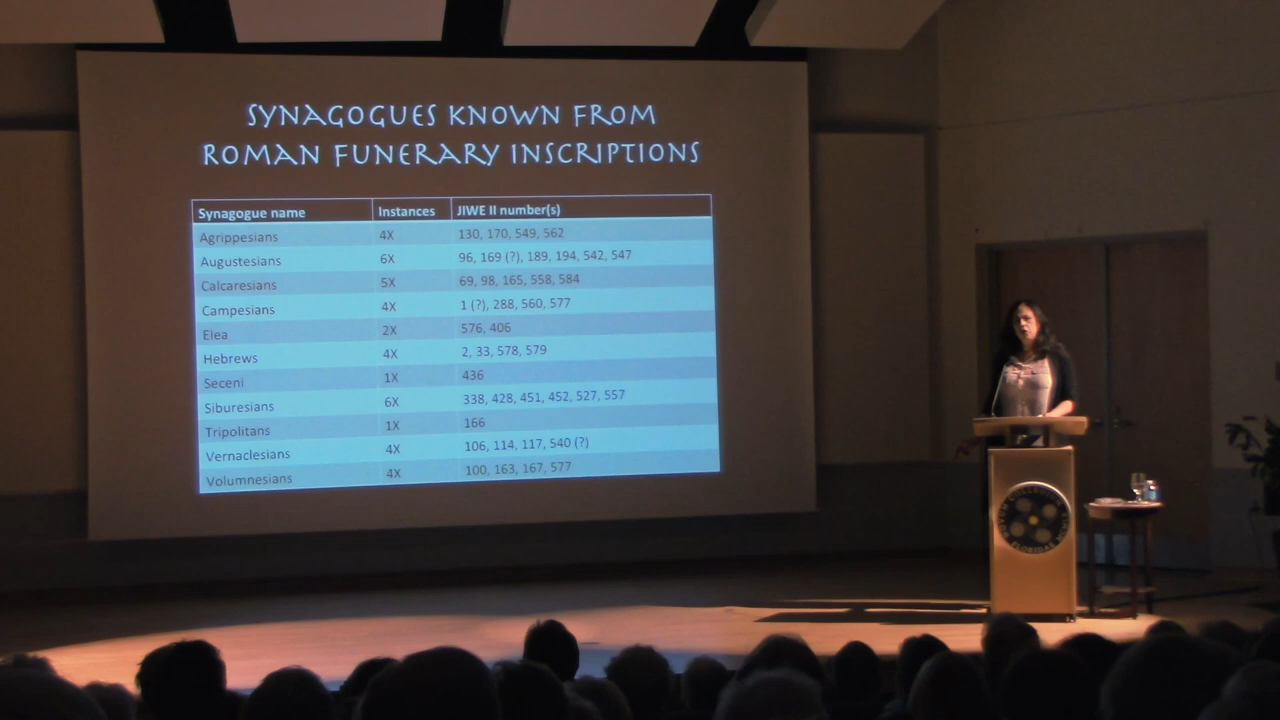 SYNAGOGUES KNOWN FROM
ROMAN FUNERARY INSCRIPTIONS
Synagogue name Instances JIWE II number(s)
Agrippesians 4X 130, 170, 549, 562
Augustesians 6X 96, 169 (?), 189, 194, 542, 547
Calcaresians 5X 69, 98, 165, 558, 584
Campesians 4X 1 (?), 288, 560, 577
Elea 2X 576, 406
Hebrews 4X 2, 33, 578, 579
Seceni 1X 436
Siburesians 6X 338, 428, 451, 452, 527, 557
Tripolitans 1X 166
Vernaclesians 4X 106, 114, 117, 540 (?)
Volumnesians 4X 100, 163, 167, 577